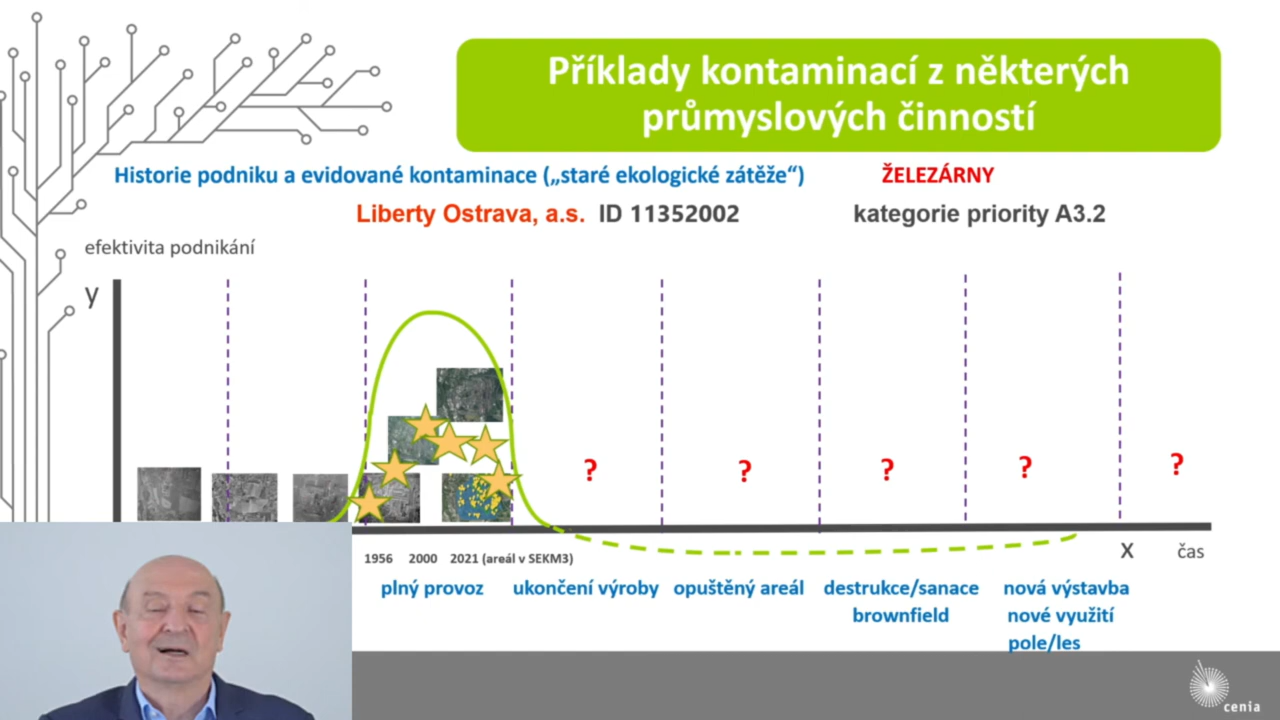 Příklady kontaminací z některých
průmyslových činností
Historie podniku a evidované kontaminace („staré ekologické zátěže“) ŽELEZÁRNY
Liberty Ostrava, a.s. ID 11352002 kategorie priority A3.2
efektivita podnikání
y
? ? ? ? ?
1956 2000 2021 (areál v SEKM3) X čas
plný provoz ukončení výroby opuštěný areál destrukce/sanace nová výstavba
brownfield nové využití
pole/les
cenia